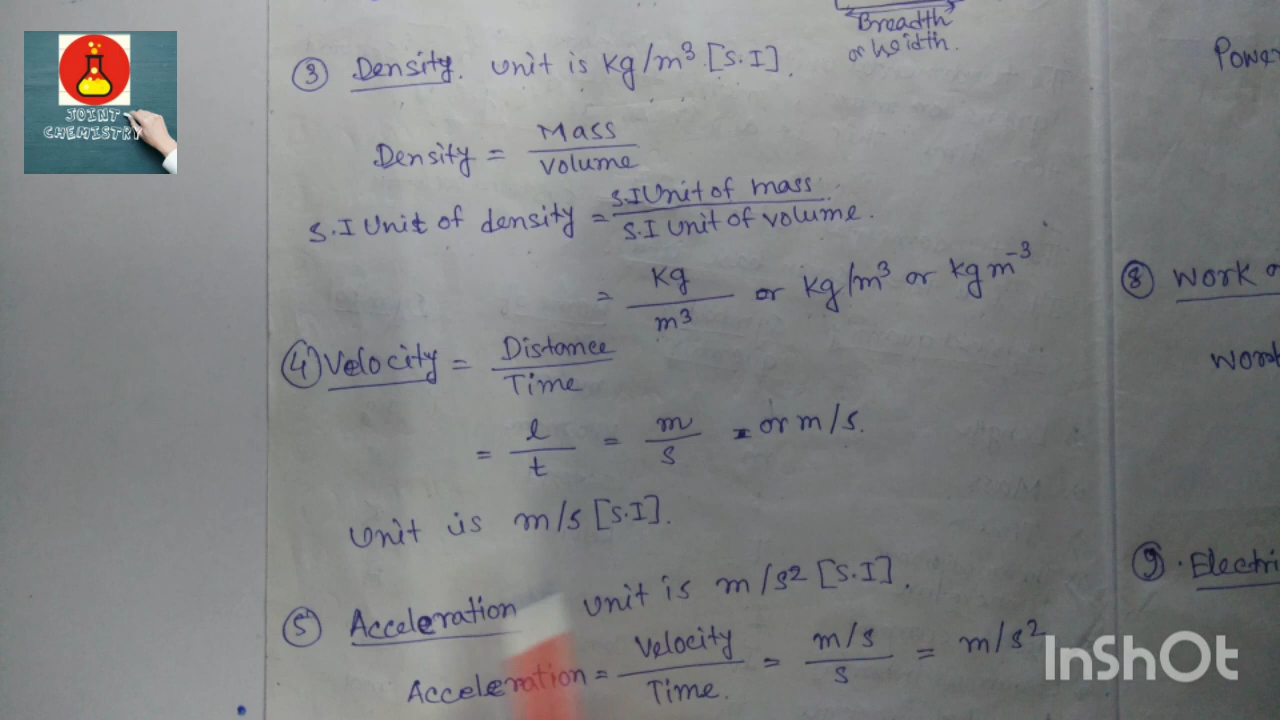 Breadth
or Width.
③ Density. Unit is Kg/m³ [S.I].
Density = Mass / Volume
S.I Unit of density = S.I Unit of mass / S.I Unit of volume.
= Kg / m³ or Kg/m³ or Kg m⁻³
④ Velocity = Distance / Time
= l / t = m / s = or m/s.
Unit is m/s [S.I].
⑤ Acceleration Unit is m/s² [S.I].
Acceleration = Velocity / Time. = m/s / s = m/s²
Power
⑧ Work o
Work
⑨. Electri
JOINT
CHEMISTRY
InShOt